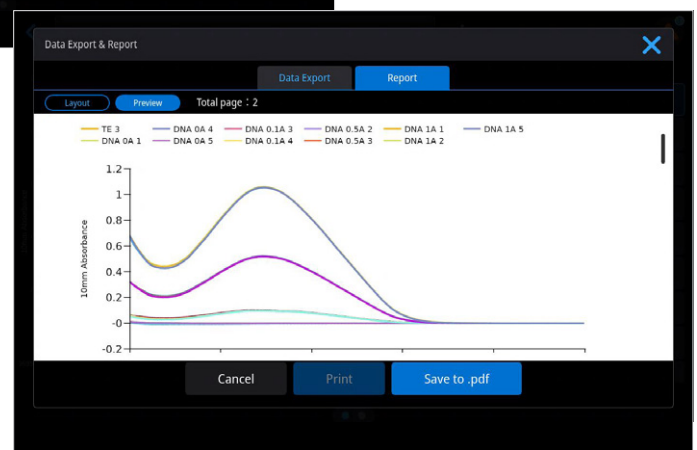 Data Export & Report
Data Export Report
Layout Preview Total page : 2
TE 3 DNA 0A 4 DNA 0.1A 3 DNA 0.5A 2 DNA 1A 1 DNA 1A 5
DNA 0A 1 DNA 0A 5 DNA 0.1A 4 DNA 0.5A 3 DNA 1A 2
1.2
1
0.8
0.6
0.4
0.2
-0
-0.2
10mm Absorbance
Cancel Print Save to .pdf